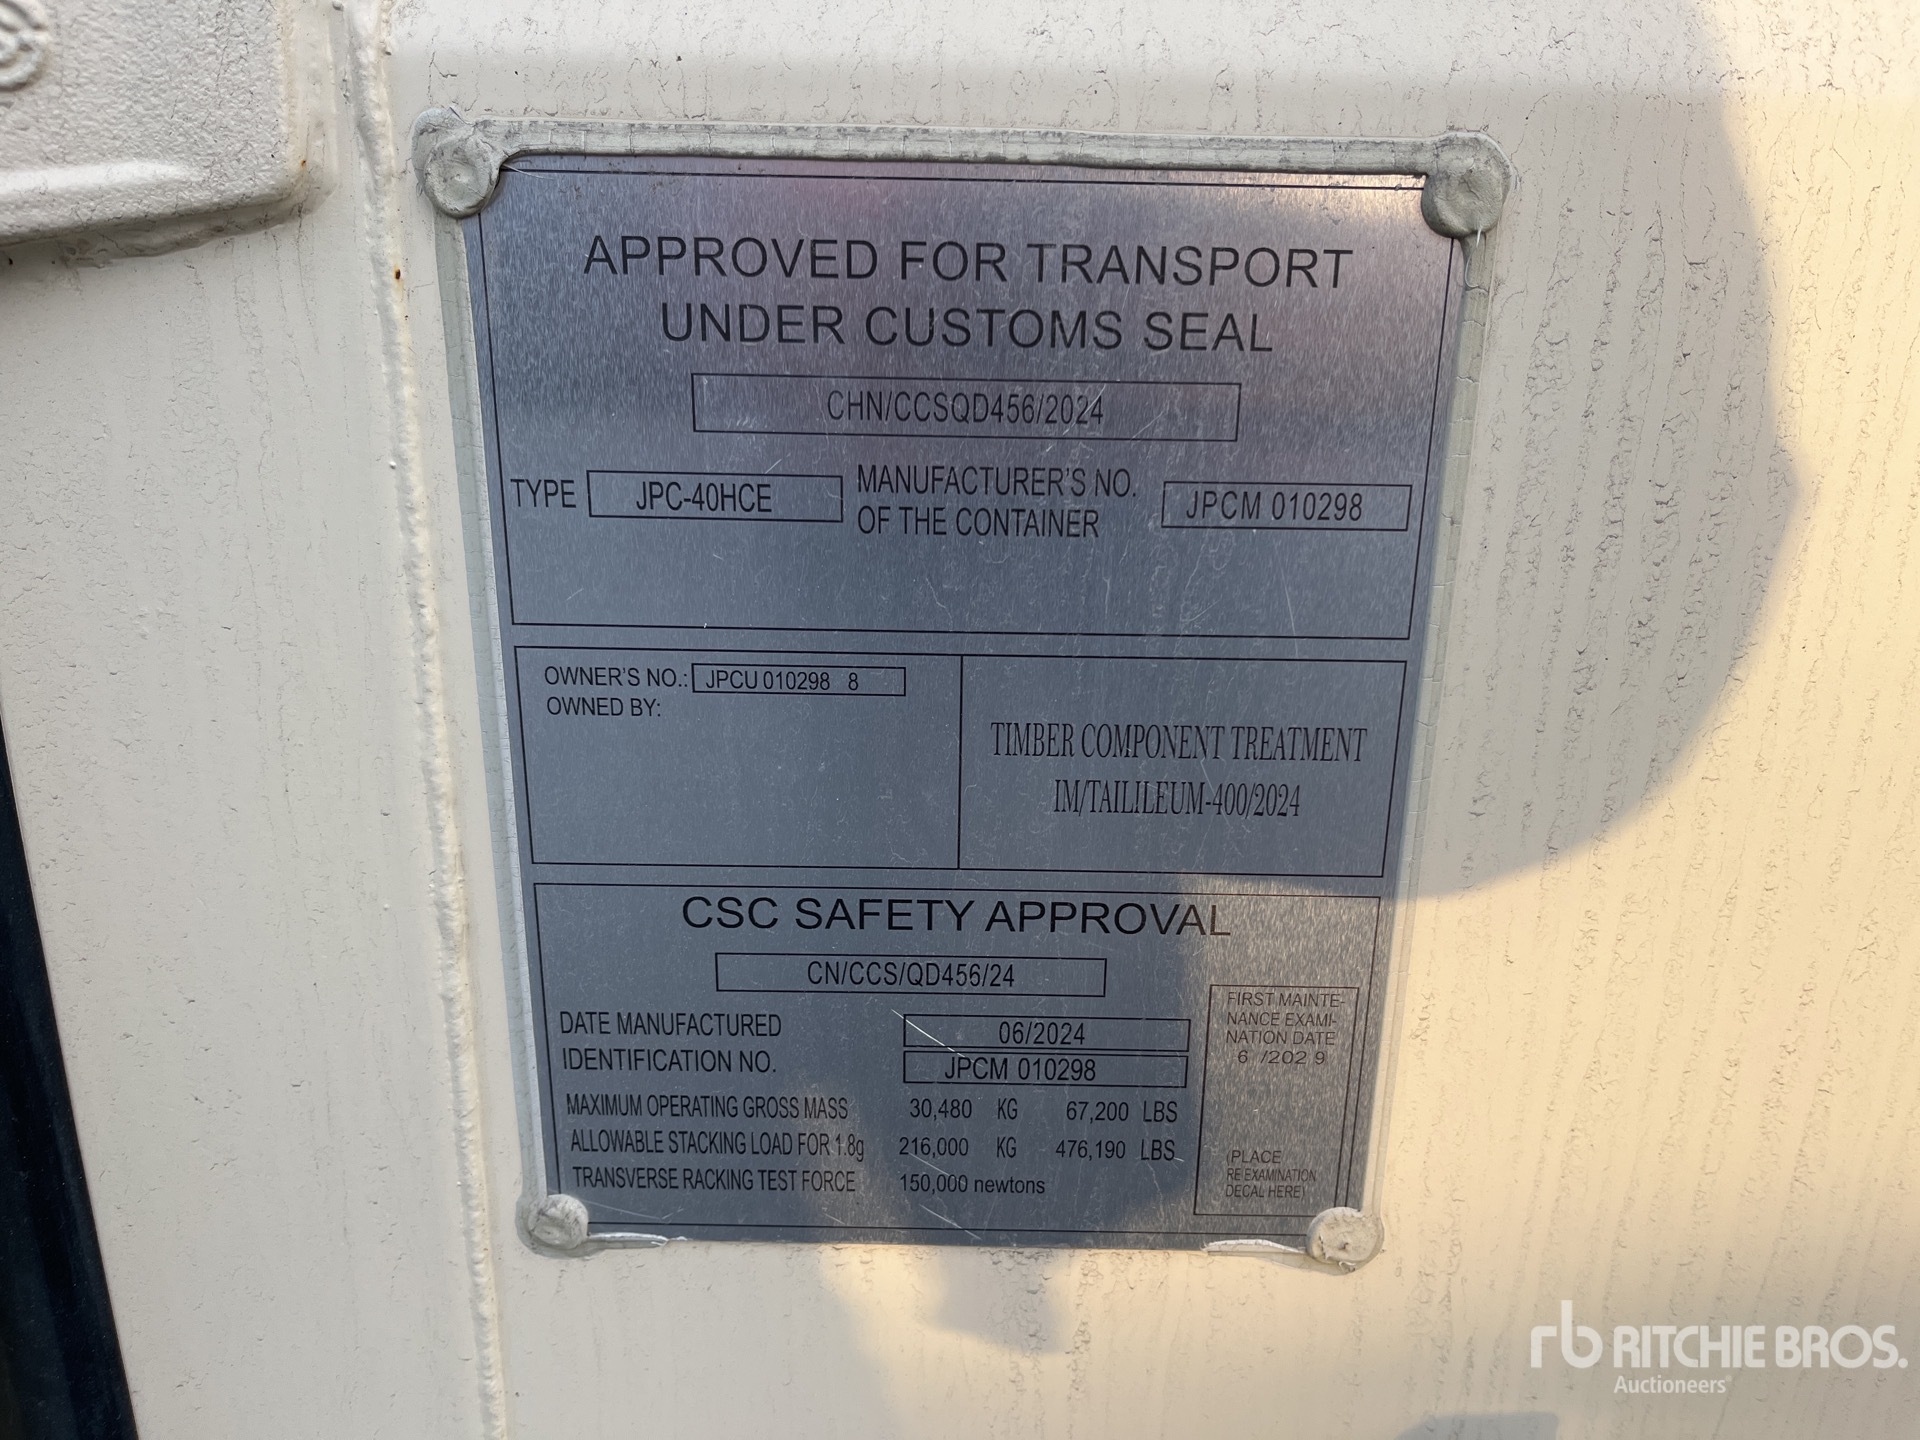 APPROVED FOR TRANSPORT
UNDER CUSTOMS SEAL
CHN/CCSQD456/2024
TYPE JPC-40HCE MANUFACTURER'S NO. OF THE CONTAINER JPCM 010298
OWNER'S NO.: JPCU 010298 8
OWNED BY:
TIMBER COMPONENT TREATMENT
IM/TAILILEUM-400/2024
CSC SAFETY APPROVAL
CN/CCS/QD456/24
DATE MANUFACTURED 06/2024
IDENTIFICATION NO. JPCM 010298
MAXIMUM OPERATING GROSS MASS 30,480 KG 67,200 LBS
ALLOWABLE STACKING LOAD FOR 1.8g 216,000 KG 476,190 LBS
TRANSVERSE RACKING TEST FORCE 150,000 newtons
FIRST MAINTE-
NANCE EXAMI-
NATION DATE
6 /202 9
(PLACE
RE-EXAMINATION
DECAL HERE)
rb RITCHIE BROS.
Auctioneers